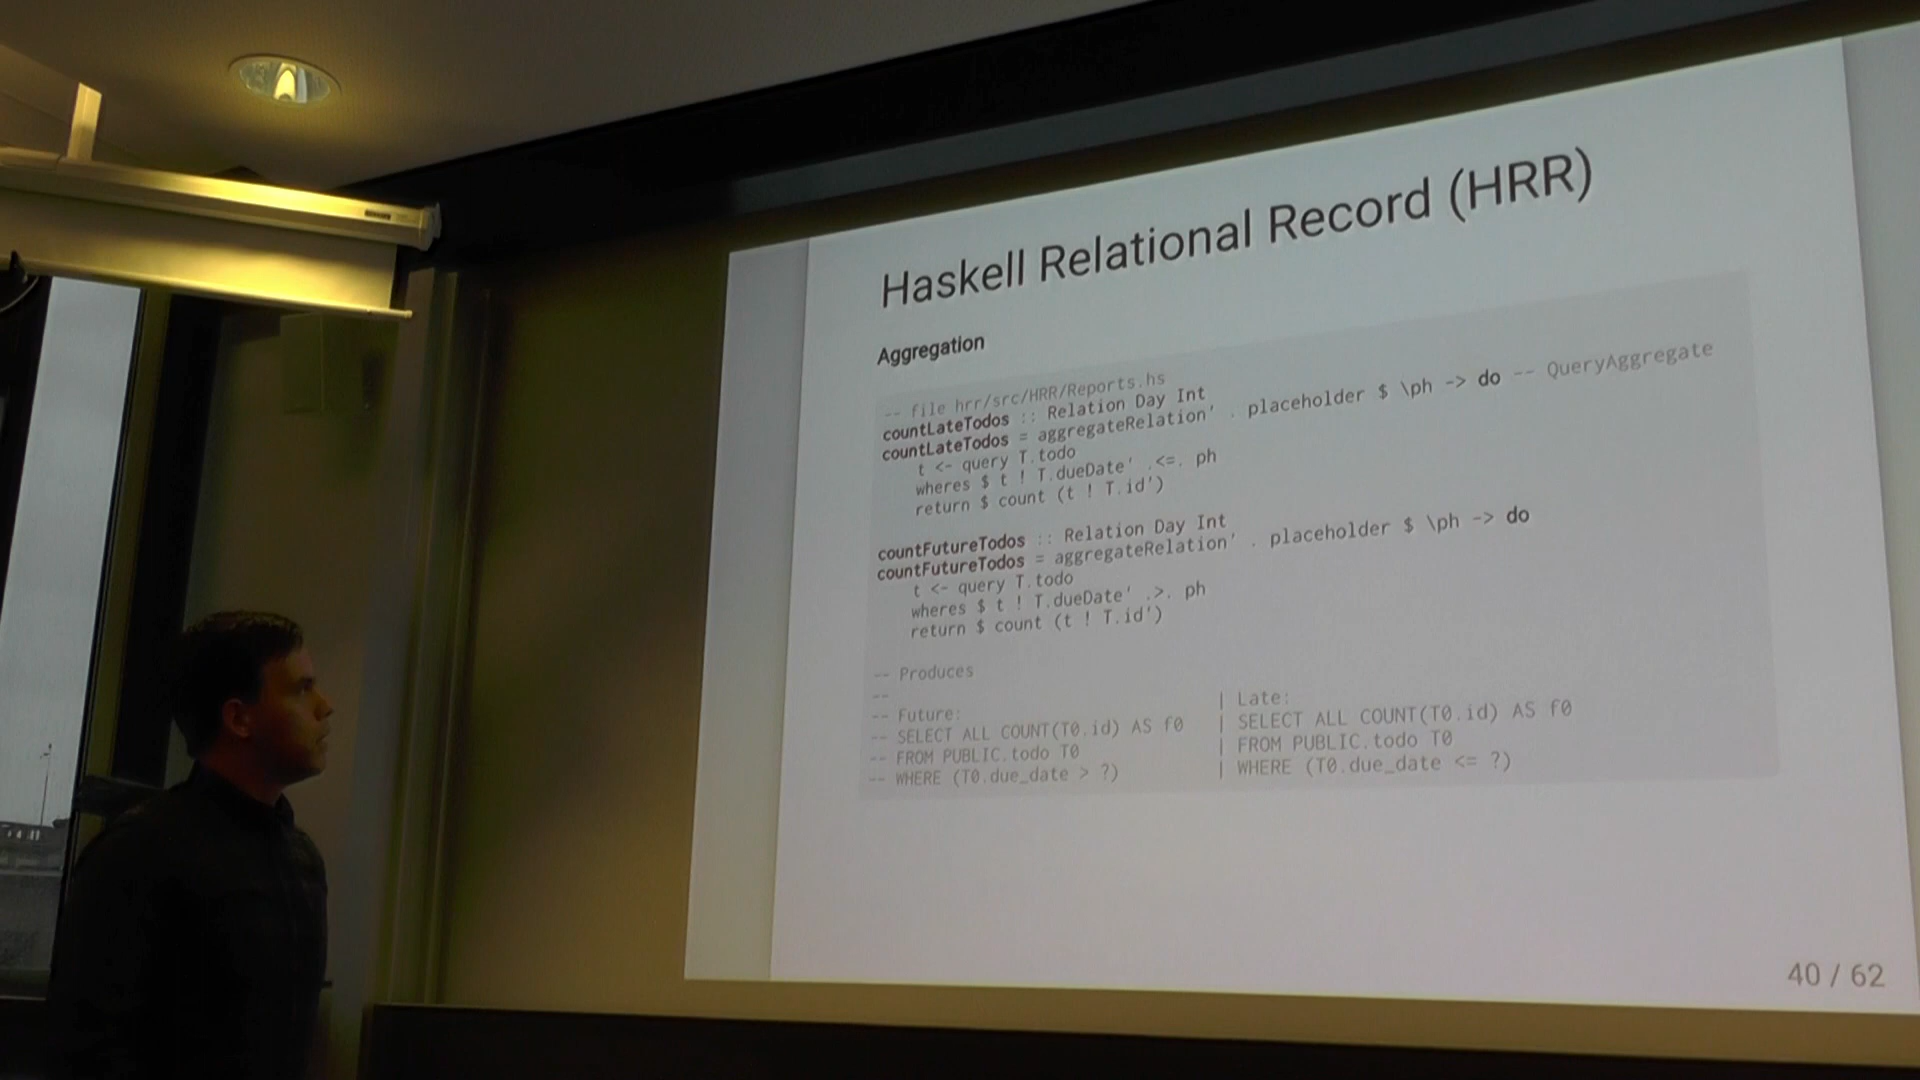 Haskell Relational Record (HRR)
Aggregation
-- file hrr/src/HRR/Reports.hs
countLateTodos :: Relation Day Int
countLateTodos = aggregateRelation' . placeholder $ \ph -> do -- QueryAggregate
t <- query T.todo
wheres $ t ! T.dueDate' .<=. ph
return $ count (t ! T.id')
countFutureTodos :: Relation Day Int
countFutureTodos = aggregateRelation' . placeholder $ \ph -> do
t <- query T.todo
wheres $ t ! T.dueDate' .>. ph
return $ count (t ! T.id')
-- Produces
--                                      | Late:
-- Future:                              | SELECT ALL COUNT(T0.id) AS f0
-- SELECT ALL COUNT(T0.id) AS f0        | FROM PUBLIC.todo T0
-- FROM PUBLIC.todo T0                  | WHERE (T0.due_date <= ?)
-- WHERE (T0.due_date > ?)
40 / 62